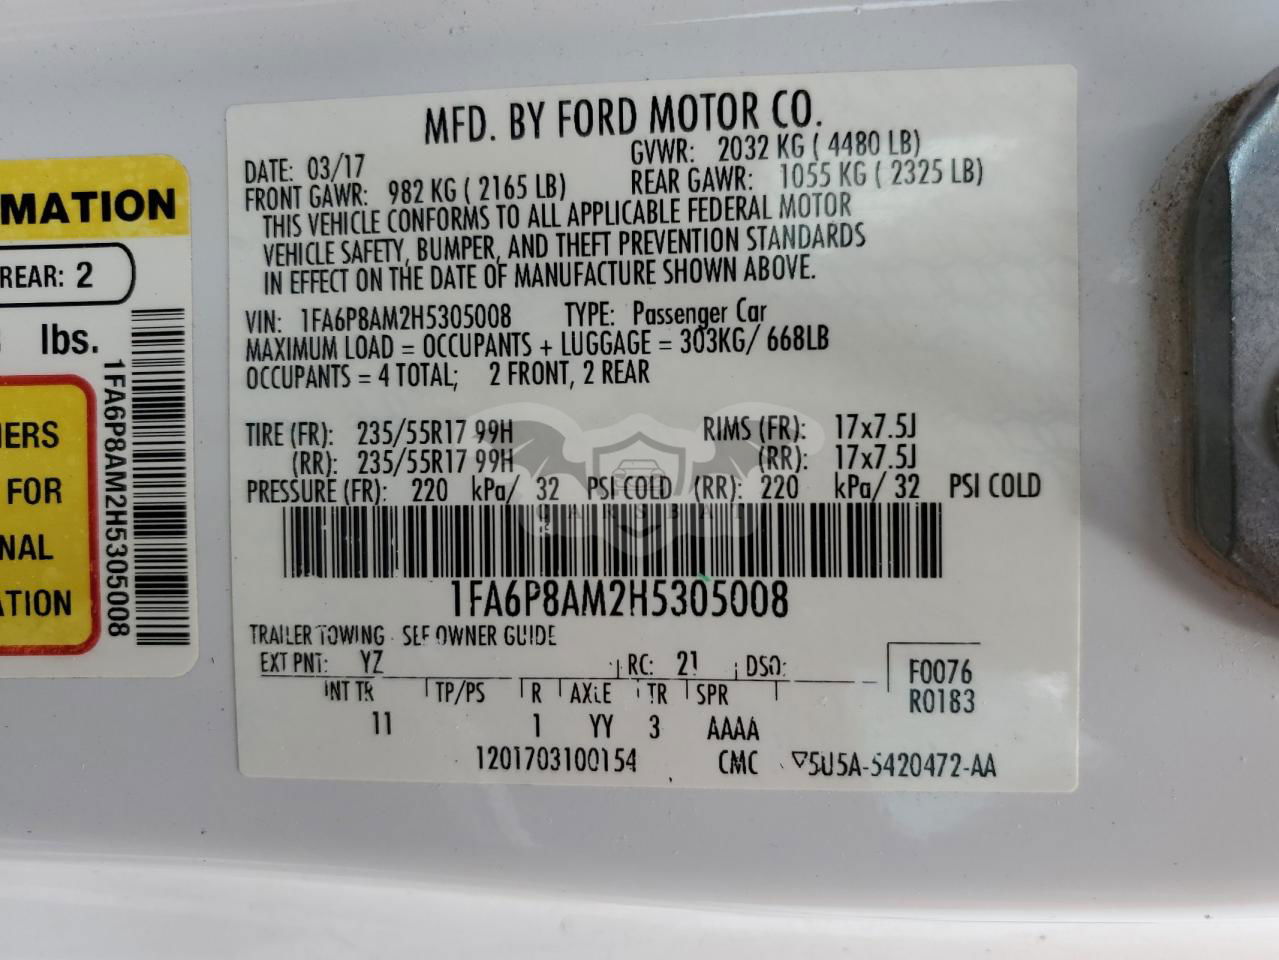 MFD. BY FORD MOTOR CO.
DATE: 03/17 GVWR: 2032 KG ( 4480 LB)
FRONT GAWR: 982 KG ( 2165 LB) REAR GAWR: 1055 KG ( 2325 LB)
THIS VEHICLE CONFORMS TO ALL APPLICABLE FEDERAL MOTOR
VEHICLE SAFETY, BUMPER, AND THEFT PREVENTION STANDARDS
IN EFFECT ON THE DATE OF MANUFACTURE SHOWN ABOVE.
VIN: 1FA6P8AM2H5305008 TYPE: Passenger Car
MAXIMUM LOAD = OCCUPANTS + LUGGAGE = 303KG/ 668LB
OCCUPANTS = 4 TOTAL; 2 FRONT, 2 REAR
TIRE (FR): 235/55R17 99H RIMS (FR): 17x7.5J
(RR): 235/55R17 99H (RR): 17x7.5J
PRESSURE (FR): 220 kPa/ 32 PSI COLD (RR): 220 kPa/ 32 PSI COLD
CARSBAT
1FA6P8AM2H5305008
TRAILER TOWING - SEE OWNER GUIDE
EXT PNT: YZ RC: 21 DSO:
F0076
R0183
INT TR TP/PS R AXLE TR SPR
11 1 YY 3 AAAA
1201703100154 CMC ▽5U5A-5420472-AA
MATION
REAR: 2
lbs.
1FA6P8AM2H5305008
IERS
FOR
NAL
ATION